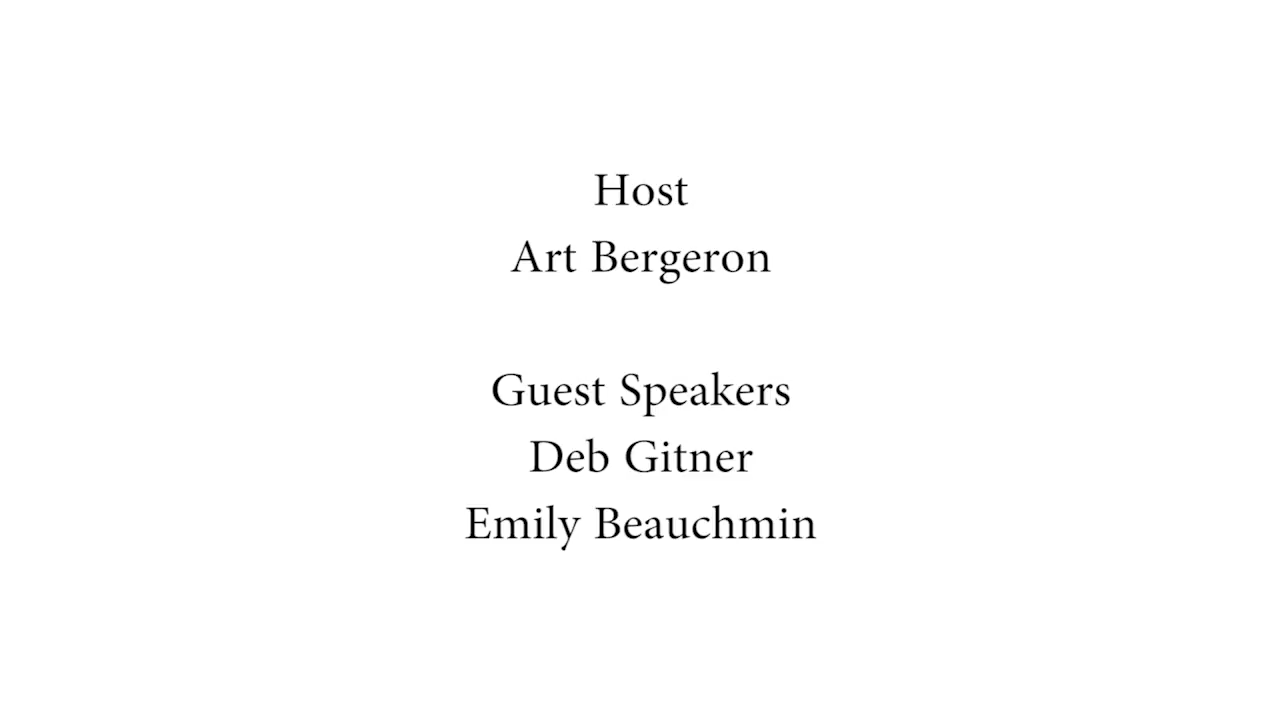 Host
Art Bergeron
Guest Speakers
Deb Gitner
Emily Beauchmin